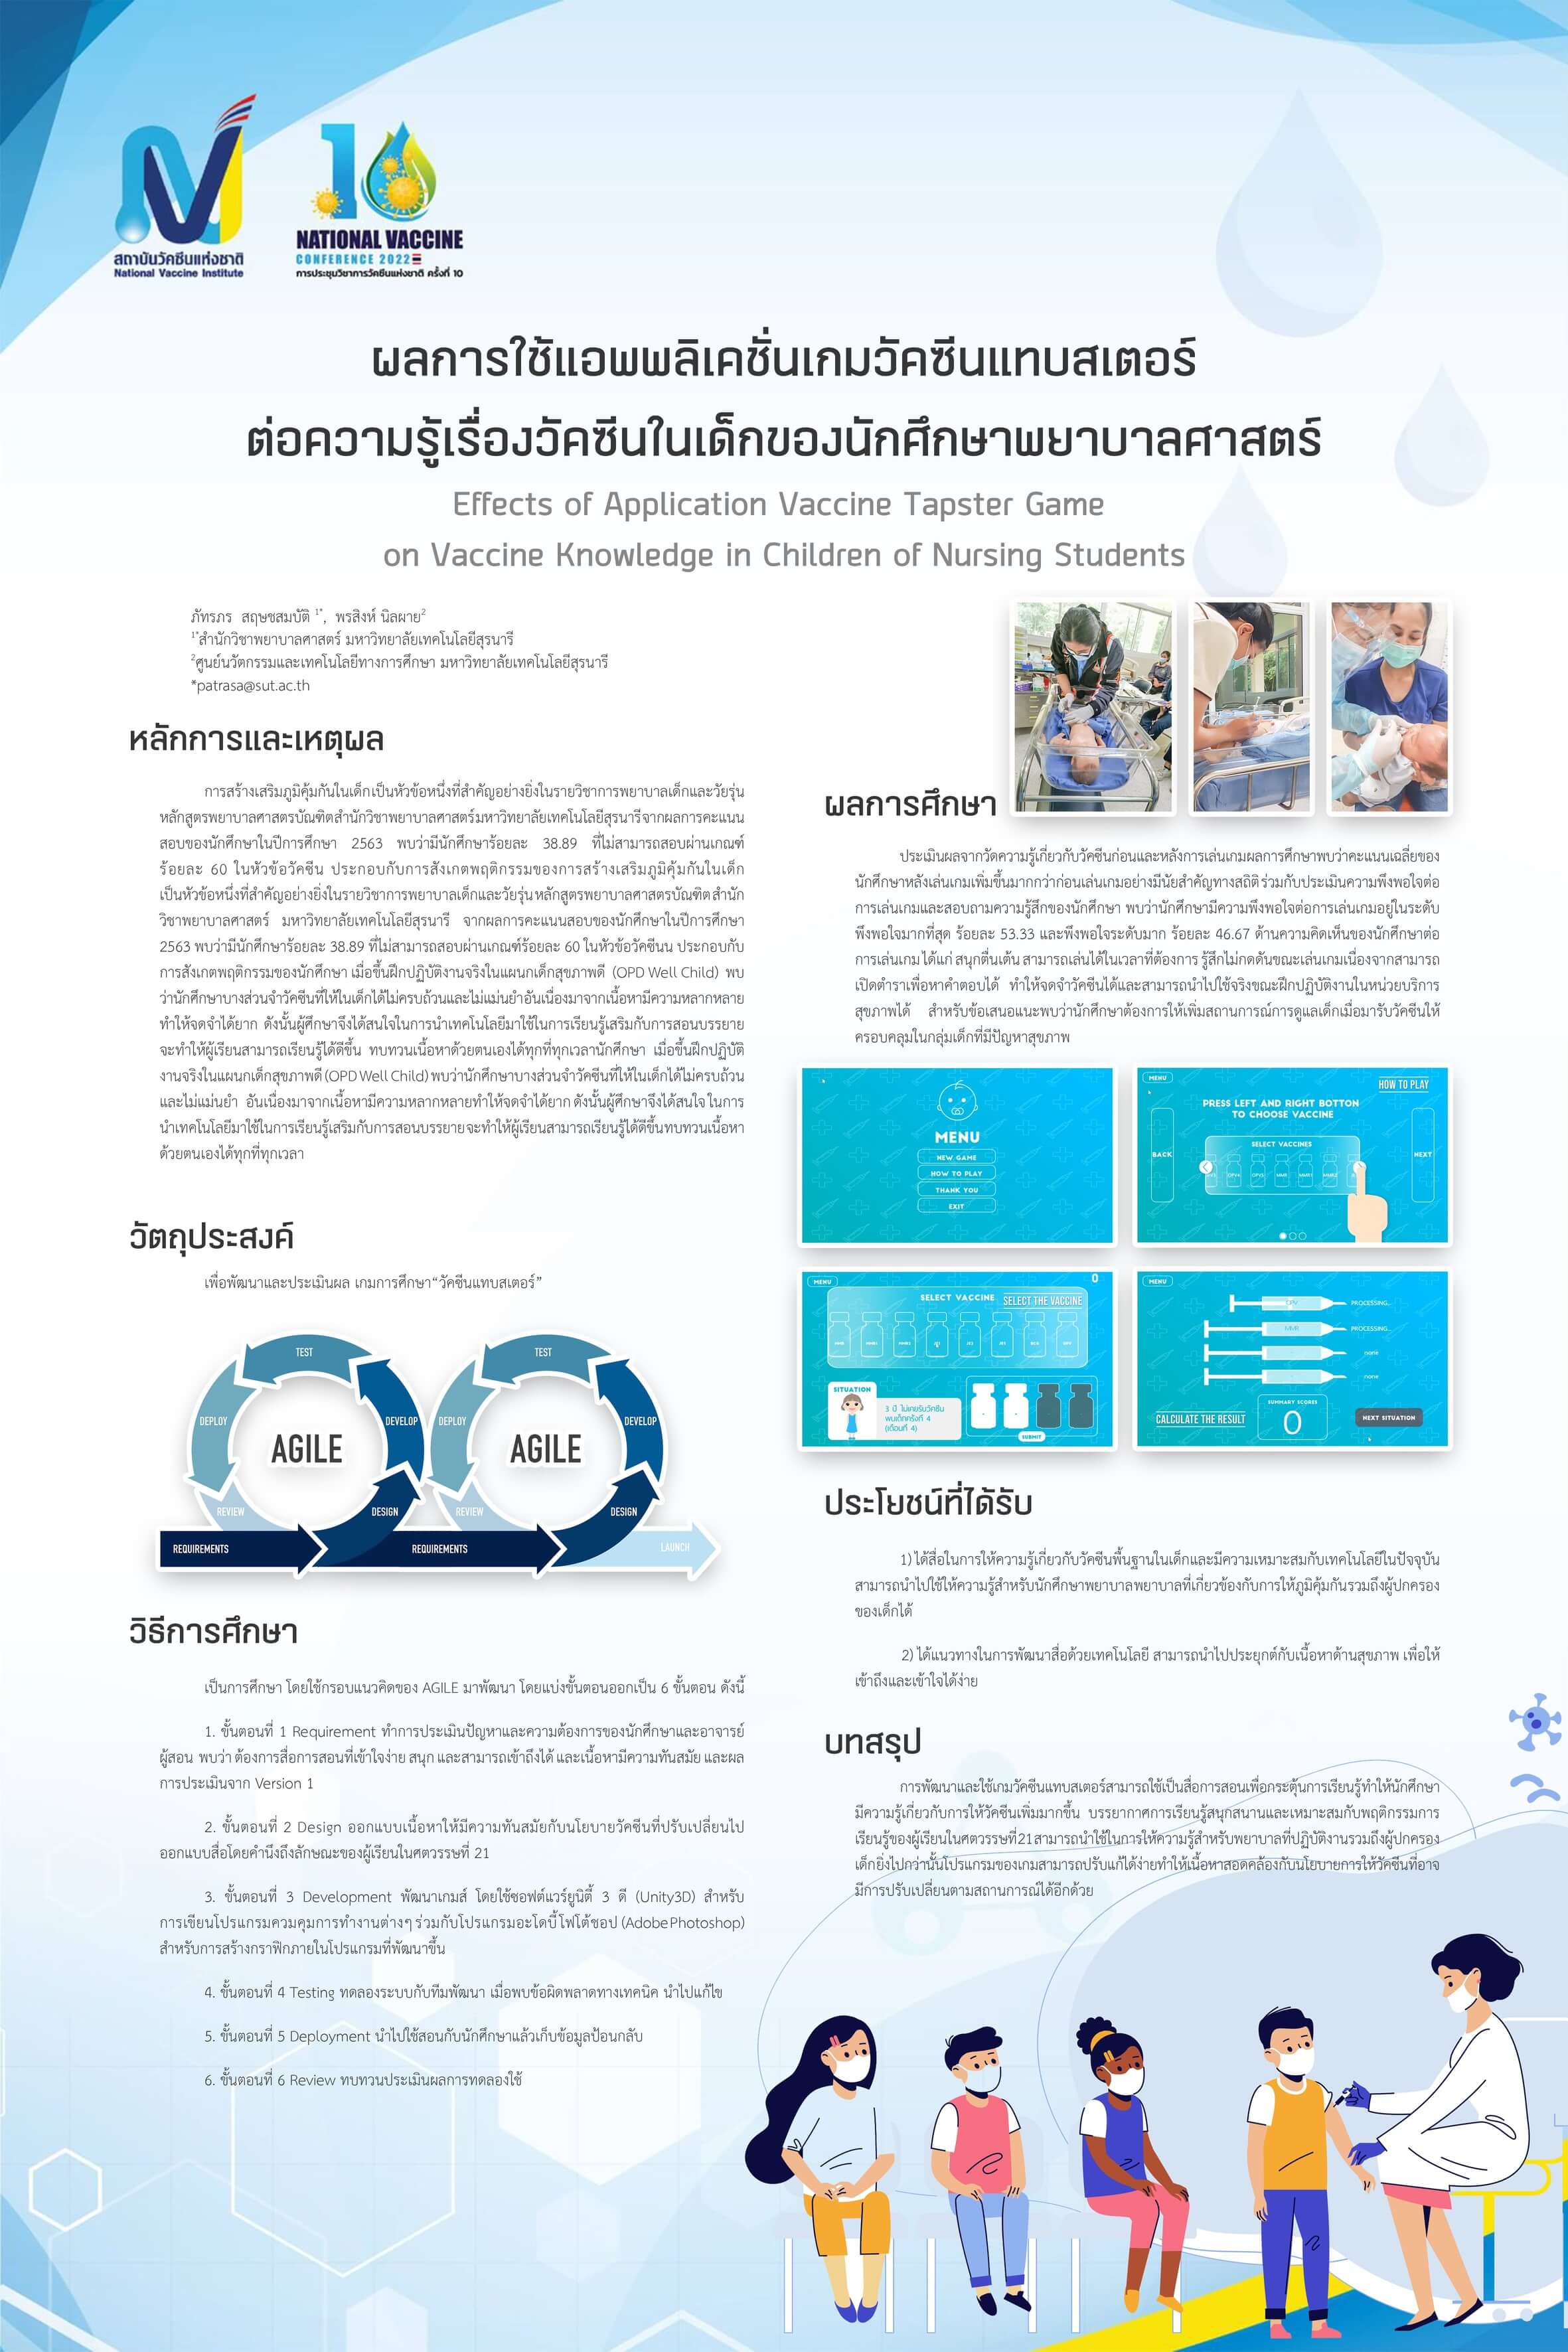 สถาบันวัคซีนแห่งชาติ
National Vaccine Institute
10
NATIONAL VACCINE
CONFERENCE 2022
การประชุมวิชาการวัคซีนแห่งชาติ ครั้งที่ 10
ผลการใช้แอพพลิเคชั่นเกมวัคซีนแทบสเตอร์
ต่อความรู้เรื่องวัคซีนในเด็กของนักศึกษาพยาบาลศาสตร์
Effects of Application Vaccine Tapster Game
on Vaccine Knowledge in Children of Nursing Students
ภัทรภร สฤษชสมบัติ 1*, พรสิงห์ นิลผาย2
1*สำนักวิชาพยาบาลศาสตร์ มหาวิทยาลัยเทคโนโลยีสุรนารี
2ศูนย์นวัตกรรมและเทคโนโลยีทางการศึกษา มหาวิทยาลัยเทคโนโลยีสุรนารี
*patrasa@sut.ac.th
หลักการและเหตุผล
การสร้างเสริมภูมิคุ้มกันในเด็กเป็นหัวข้อหนึ่งที่สำคัญอย่างยิ่งในรายวิชาการพยาบาลเด็กและวัยรุ่น
หลักสูตรพยาบาลศาสตรบัณฑิตสำนักวิชาพยาบาลศาสตร์มหาวิทยาลัยเทคโนโลยีสุรนารีจากผลการคะแนน
สอบของนักศึกษาในปีการศึกษา 2563 พบว่ามีนักศึกษาร้อยละ 38.89 ที่ไม่สามารถสอบผ่านเกณฑ์
ร้อยละ 60 ในหัวข้อวัคซีน ประกอบกับการสังเกตพฤติกรรมของการสร้างเสริมภูมิคุ้มกันในเด็ก
เป็นหัวข้อหนึ่งที่สำคัญอย่างยิ่งในรายวิชาการพยาบาลเด็กและวัยรุ่น หลักสูตรพยาบาลศาสตรบัณฑิต สำนัก
วิชาพยาบาลศาสตร์ มหาวิทยาลัยเทคโนโลยีสุรนารี จากผลการคะแนนสอบของนักศึกษาในปีการศึกษา
2563 พบว่ามีนักศึกษาร้อยละ 38.89 ที่ไม่สามารถสอบผ่านเกณฑ์ร้อยละ 60 ในหัวข้อวัคซีนน ประกอบกับ
การสังเกตพฤติกรรมของนักศึกษา เมื่อขึ้นฝึกปฏิบัติงานจริงในแผนกเด็กสุขภาพดี (OPD Well Child) พบ
ว่านักศึกษาบางส่วนจำวัคซีนที่ให้ในเด็กได้ไม่ครบถ้วนและไม่แม่นยำอันเนื่องมาจากเนื้อหามีความหลากหลาย
ทำให้จดจำได้ยาก ดังนั้นผู้ศึกษาจึงได้สนใจในการนำเทคโนโลยีมาใช้ในการเรียนรู้เสริมกับการสอนบรรยาย
จะทำให้ผู้เรียนสามารถเรียนรู้ได้ดีขึ้น ทบทวนเนื้อหาด้วยตนเองได้ทุกที่ทุกเวลานักศึกษา เมื่อขึ้นฝึกปฏิบัติ
งานจริงในแผนกเด็กสุขภาพดี (OPD Well Child) พบว่านักศึกษาบางส่วนจำวัคซีนที่ให้ในเด็กได้ไม่ครบถ้วน
และไม่แม่นยำ อันเนื่องมาจากเนื้อหามีความหลากหลายทำให้จดจำได้ยาก ดังนั้นผู้ศึกษาจึงได้สนใจ ในการ
นำเทคโนโลยีมาใช้ในการเรียนรู้เสริมกับการสอนบรรยายจะทำให้ผู้เรียนสามารถเรียนรู้ได้ดีขึ้นทบทวนเนื้อหา
ด้วยตนเองได้ทุกที่ทุกเวลา
วัตถุประสงค์
เพื่อพัฒนาและประเมินผล เกมการศึกษา“วัคซีนแทบสเตอร์”
TEST
TEST
DEPLOY
DEVELOP
DEPLOY
DEVELOP
AGILE
AGILE
REVIEW
DESIGN
REVIEW
DESIGN
REQUIREMENTS
REQUIREMENTS
LAUNCH
วิธีการศึกษา
เป็นการศึกษา โดยใช้กรอบแนวคิดของ AGILE มาพัฒนา โดยแบ่งขั้นตอนออกเป็น 6 ขั้นตอน ดังนี้
1. ขั้นตอนที่ 1 Requirement ทำการประเมินปัญหาและความต้องการของนักศึกษาและอาจารย์
ผู้สอน พบว่า ต้องการสื่อการสอนที่เข้าใจง่าย สนุก และสามารถเข้าถึงได้ และเนื้อหามีความทันสมัย และผล
การประเมินจาก Version 1
2. ขั้นตอนที่ 2 Design ออกแบบเนื้อหาให้มีความทันสมัยกับนโยบายวัคซีนที่ปรับเปลี่ยนไป
ออกแบบสื่อโดยคำนึงถึงลักษณะของผู้เรียนในศตวรรษที่ 21
3. ขั้นตอนที่ 3 Development พัฒนาเกมส์ โดยใช้ซอฟต์แวร์ยูนิตี้ 3 ดี (Unity3D) สำหรับ
การเขียนโปรแกรมควมคุมการทำงานต่างๆ ร่วมกับโปรแกรมอะโดบี้โฟโต้ชอป (Adobe Photoshop)
สำหรับการสร้างกราฟิกภายในโปรแกรมที่พัฒนาขึ้น
4. ขั้นตอนที่ 4 Testing ทดลองระบบกับทีมพัฒนา เมื่อพบข้อผิดพลาดทางเทคนิค นำไปแก้ไข
5. ขั้นตอนที่ 5 Deployment นำไปใช้สอนกับนักศึกษาแล้วเก็บข้อมูลป้อนกลับ
6. ขั้นตอนที่ 6 Review ทบทวนประเมินผลการทดลองใช้
ผลการศึกษา
ประเมินผลจากวัดความรู้เกี่ยวกับวัคซีนก่อนและหลังการเล่นเกมผลการศึกษาพบว่าคะแนนเฉลี่ยของ
นักศึกษาหลังเล่นเกมเพิ่มขึ้นมากกว่าก่อนเล่นเกมอย่างมีนัยสำคัญทางสถิติ ร่วมกับประเมินความพึงพอใจต่อ
การเล่นเกมและสอบถามความรู้สึกของนักศึกษา พบว่านักศึกษามีความพึงพอใจต่อการเล่นเกมอยู่ในระดับ
พึงพอใจมากที่สุด ร้อยละ 53.33 และพึงพอใจระดับมาก ร้อยละ 46.67 ด้านความคิดเห็นของนักศึกษาต่อ
การเล่นเกม ได้แก่ สนุกตื่นเต้น สามารถเล่นได้ในเวลาที่ต้องการ รู้สึกไม่กดดันขณะเล่นเกมเนื่องจากสามารถ
เปิดตำราเพื่อหาคำตอบได้ ทำให้จดจำวัคซีนได้และสามารถนำไปใช้จริงขณะฝึกปฏิบัติงานในหน่วยบริการ
สุขภาพได้ สำหรับข้อเสนอแนะพบว่านักศึกษาต้องการให้เพิ่มสถานการณ์การดูแลเด็กเมื่อมารับวัคซีนให้
ครอบคลุมในกลุ่มเด็กที่มีปัญหาสุขภาพ
MENU
NEW GAME
HOW TO PLAY
THANK YOU
EXIT
MENU
HOW TO PLAY
PRESS LEFT AND RIGHT BOTTON
TO CHOOSE VACCINE
SELECT VACCINES
BACK
NEXT
MENU
0
SELECT VACCINE
SELECT THE VACCINE
SITUATION
3 ปี ไม่เคยรับวัคซีน
พบเด็กครั้งที่ 4
(เดือนที่ 4)
SUBMIT
MENU
OPV
PROCESSING..
MMR
PROCESSING..
none
none
CALCULATE THE RESULT
SUMMARY SCORES
0
NEXT SITUATION
ประโยชน์ที่ได้รับ
1) ได้สื่อในการให้ความรู้เกี่ยวกับวัคซีนพื้นฐานในเด็กและมีความเหมาะสมกับเทคโนโลยีในปัจจุบัน
สามารถนำไปใช้ให้ความรู้สำหรับนักศึกษาพยาบาลพยาบาลที่เกี่ยวข้องกับการให้ภูมิคุ้มกันรวมถึงผู้ปกครอง
ของเด็กได้
2) ได้แนวทางในการพัฒนาสื่อด้วยเทคโนโลยี สามารถนำไปประยุกต์กับเนื้อหาด้านสุขภาพ เพื่อให้
เข้าถึงและเข้าใจได้ง่าย
บทสรุป
การพัฒนาและใช้เกมวัคซีนแทบสเตอร์สามารถใช้เป็นสื่อการสอนเพื่อกระตุ้นการเรียนรู้ทำให้นักศึกษา
มีความรู้เกี่ยวกับการให้วัคซีนเพิ่มมากขึ้น บรรยากาศการเรียนรู้สนุกสนานและเหมาะสมกับพฤติกรรมการ
เรียนรู้ของผู้เรียนในศตวรรษที่21สามารถนำใช้ในการให้ความรู้สำหรับพยาบาลที่ปฏิบัติงานรวมถึงผู้ปกครอง
เด็กยิ่งไปกว่านั้นโปรแกรมของเกมสามารถปรับแก้ได้ง่ายทำให้เนื้อหาสอดคล้องกับนโยบายการให้วัคซีนที่อาจ
มีการปรับเปลี่ยนตามสถานการณ์ได้อีกด้วย